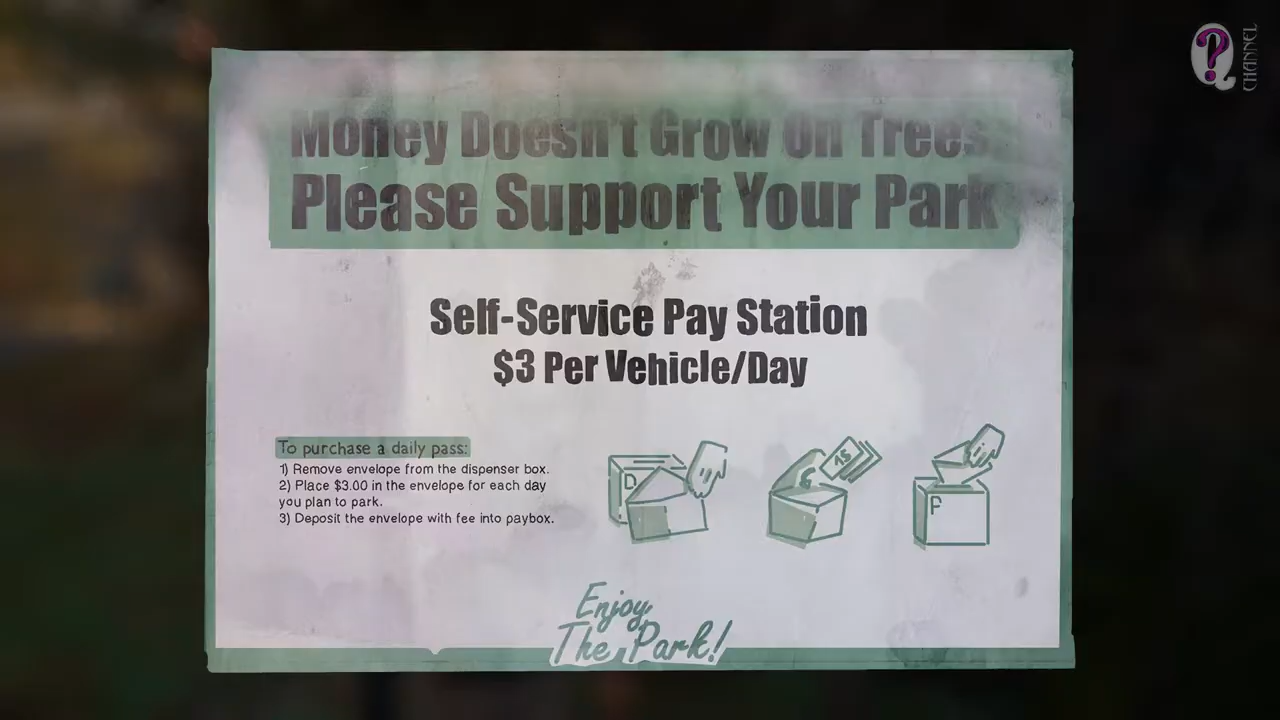 Money Doesn't Grow On Trees
Please Support Your Park
Self-Service Pay Station
$3 Per Vehicle/Day
To purchase a daily pass:
1) Remove envelope from the dispenser box.
2) Place $3.00 in the envelope for each day
you plan to park.
3) Deposit the envelope with fee into paybox.
D
15
P
Enjoy
The Park!
Q
CHANNEL